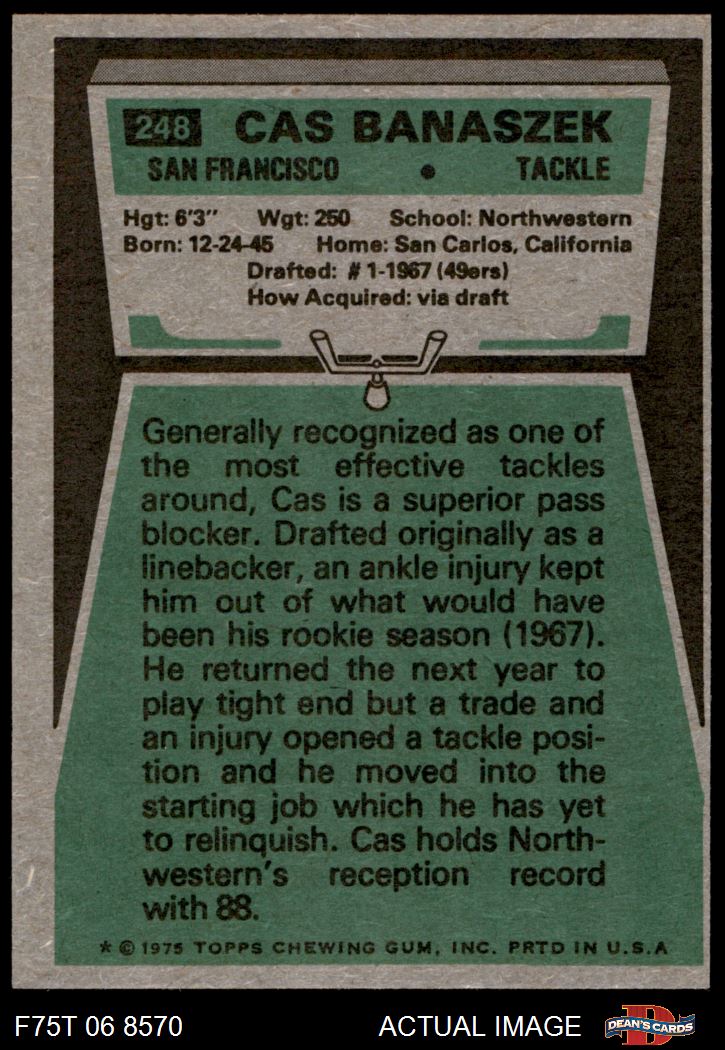 248 CAS BANASZEK
SAN FRANCISCO • TACKLE
Hgt: 6'3" Wgt: 250 School: Northwestern
Born: 12-24-45 Home: San Carlos, California
Drafted: #1-1967 (49ers)
How Acquired: via draft
Generally recognized as one of
the most effective tackles
around, Cas is a superior pass
blocker. Drafted originally as a
linebacker, an ankle injury kept
him out of what would have
been his rookie season (1967).
He returned the next year to
play tight end but a trade and
an injury opened a tackle posi-
tion and he moved into the
starting job which he has yet
to relinquish. Cas holds North-
western's reception record
with 88.
* © 1975 TOPPS CHEWING GUM, INC. PRTD IN U.S.A
F75T 06 8570 ACTUAL IMAGE D DEAN'S CARDS